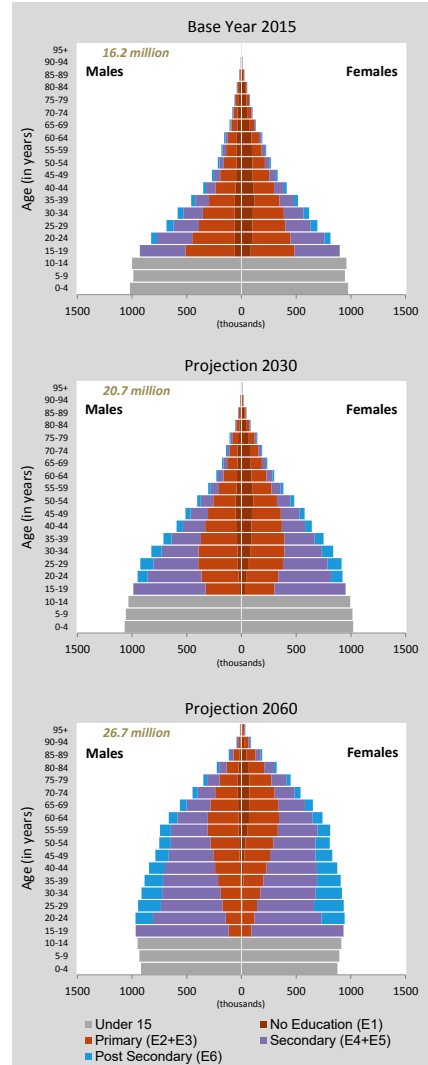 Base Year 2015
16.2 million
Males
Females
Age (in years)
95+
90-94
85-89
80-84
75-79
70-74
65-69
60-64
55-59
50-54
45-49
40-44
35-39
30-34
25-29
20-24
15-19
10-14
5-9
0-4
1500 1000 500 0 500 1000 1500
(thousands)
Projection 2030
20.7 million
Males
Females
Age (in years)
95+
90-94
85-89
80-84
75-79
70-74
65-69
60-64
55-59
50-54
45-49
40-44
35-39
30-34
25-29
20-24
15-19
10-14
5-9
0-4
1500 1000 500 0 500 1000 1500
(thousands)
Projection 2060
26.7 million
Males
Females
Age (in years)
95+
90-94
85-89
80-84
75-79
70-74
65-69
60-64
55-59
50-54
45-49
40-44
35-39
30-34
25-29
20-24
15-19
10-14
5-9
0-4
1500 1000 500 0 500 1000 1500
(thousands)
Under 15 No Education (E1)
Primary (E2+E3) Secondary (E4+E5)
Post Secondary (E6)